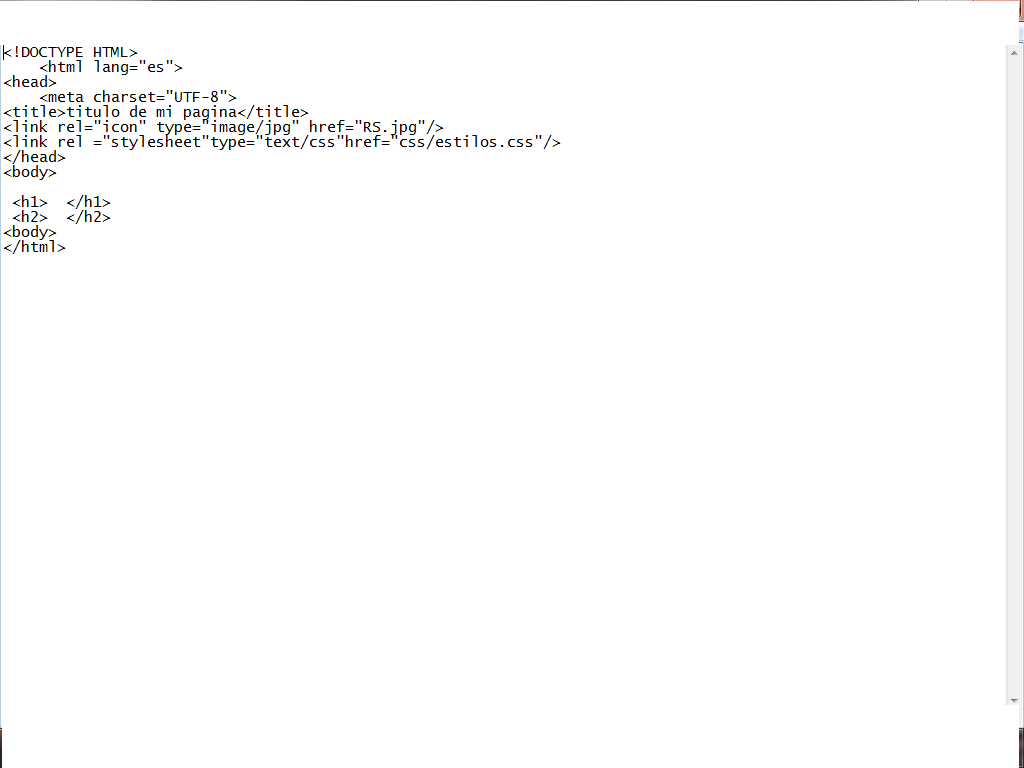 <!DOCTYPE HTML>
<html lang="es">
<head>
<meta charset="UTF-8">
<title>titulo de mi pagina</title>
<link rel="icon" type="image/jpg" href="RS.jpg"/>
<link rel ="stylesheet"type="text/css"href="css/estilos.css"/>
</head>
<body>
<h1>  </h1>
<h2>  </h2>
<body>
</html>